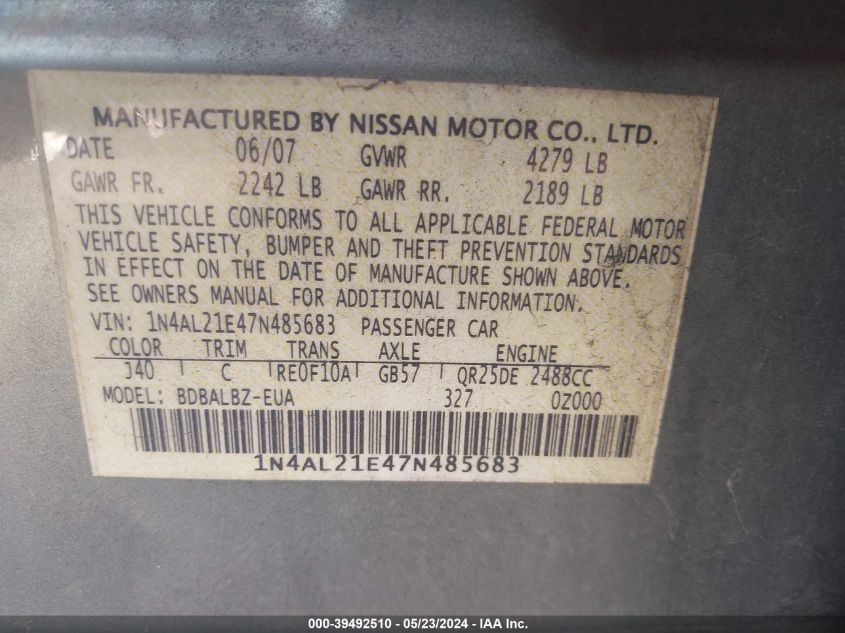 MANUFACTURED BY NISSAN MOTOR CO., LTD.
DATE 06/07 GVWR 4279 LB
GAWR FR. 2242 LB GAWR RR. 2189 LB
THIS VEHICLE CONFORMS TO ALL APPLICABLE FEDERAL MOTOR
VEHICLE SAFETY, BUMPER AND THEFT PREVENTION STANDARDS
IN EFFECT ON THE DATE OF MANUFACTURE SHOWN ABOVE.
SEE OWNERS MANUAL FOR ADDITIONAL INFORMATION.
VIN: 1N4AL21E47N485683 PASSENGER CAR
COLOR TRIM TRANS AXLE ENGINE
J40 C RE0F10A GB57 QR25DE 2488CC
MODEL: BDBALBZ-EUA 327 0Z000
1N4AL21E47N485683
000-39492510 - 05/23/2024 - IAA Inc.